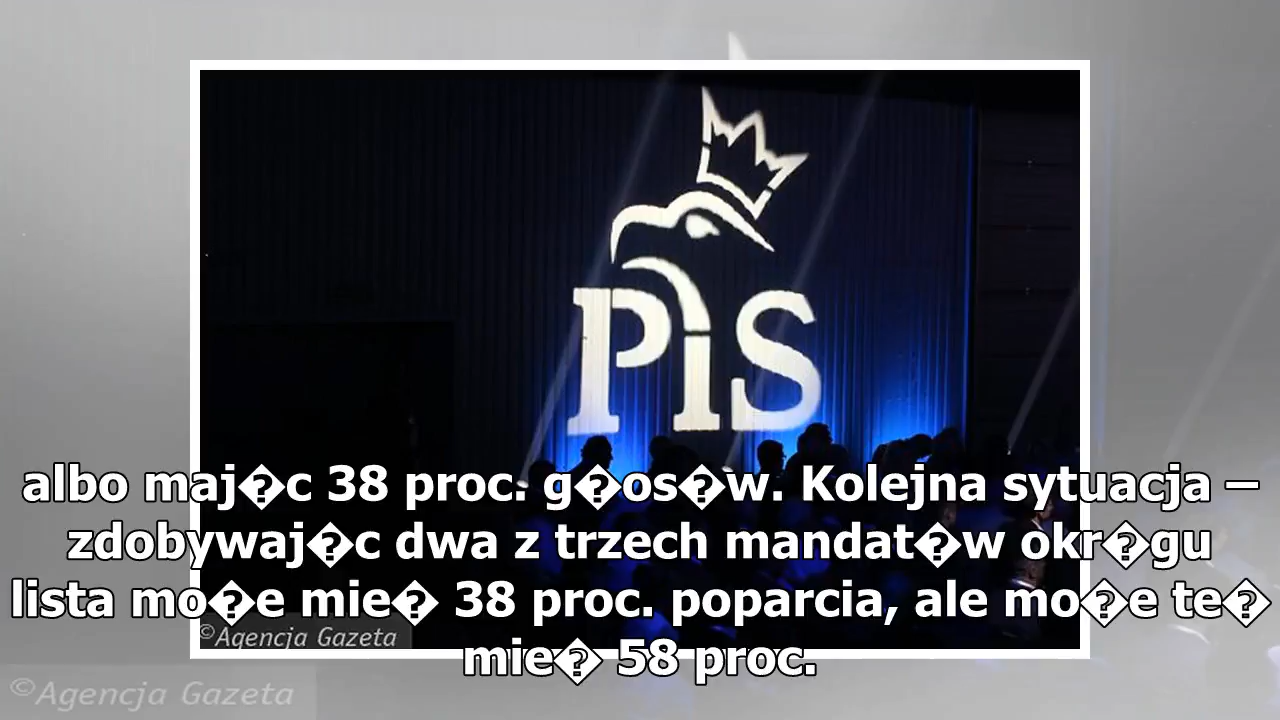 PiS
albo maj�c 38 proc. g�os�w. Kolejna sytuacja –
zdobywaj�c dwa z trzech mandat�w okr�gu
lista mo�e mie� 38 proc. poparcia, ale mo�e te�
©Agencja Gazeta
mie� 58 proc.
©Agencja Gazeta